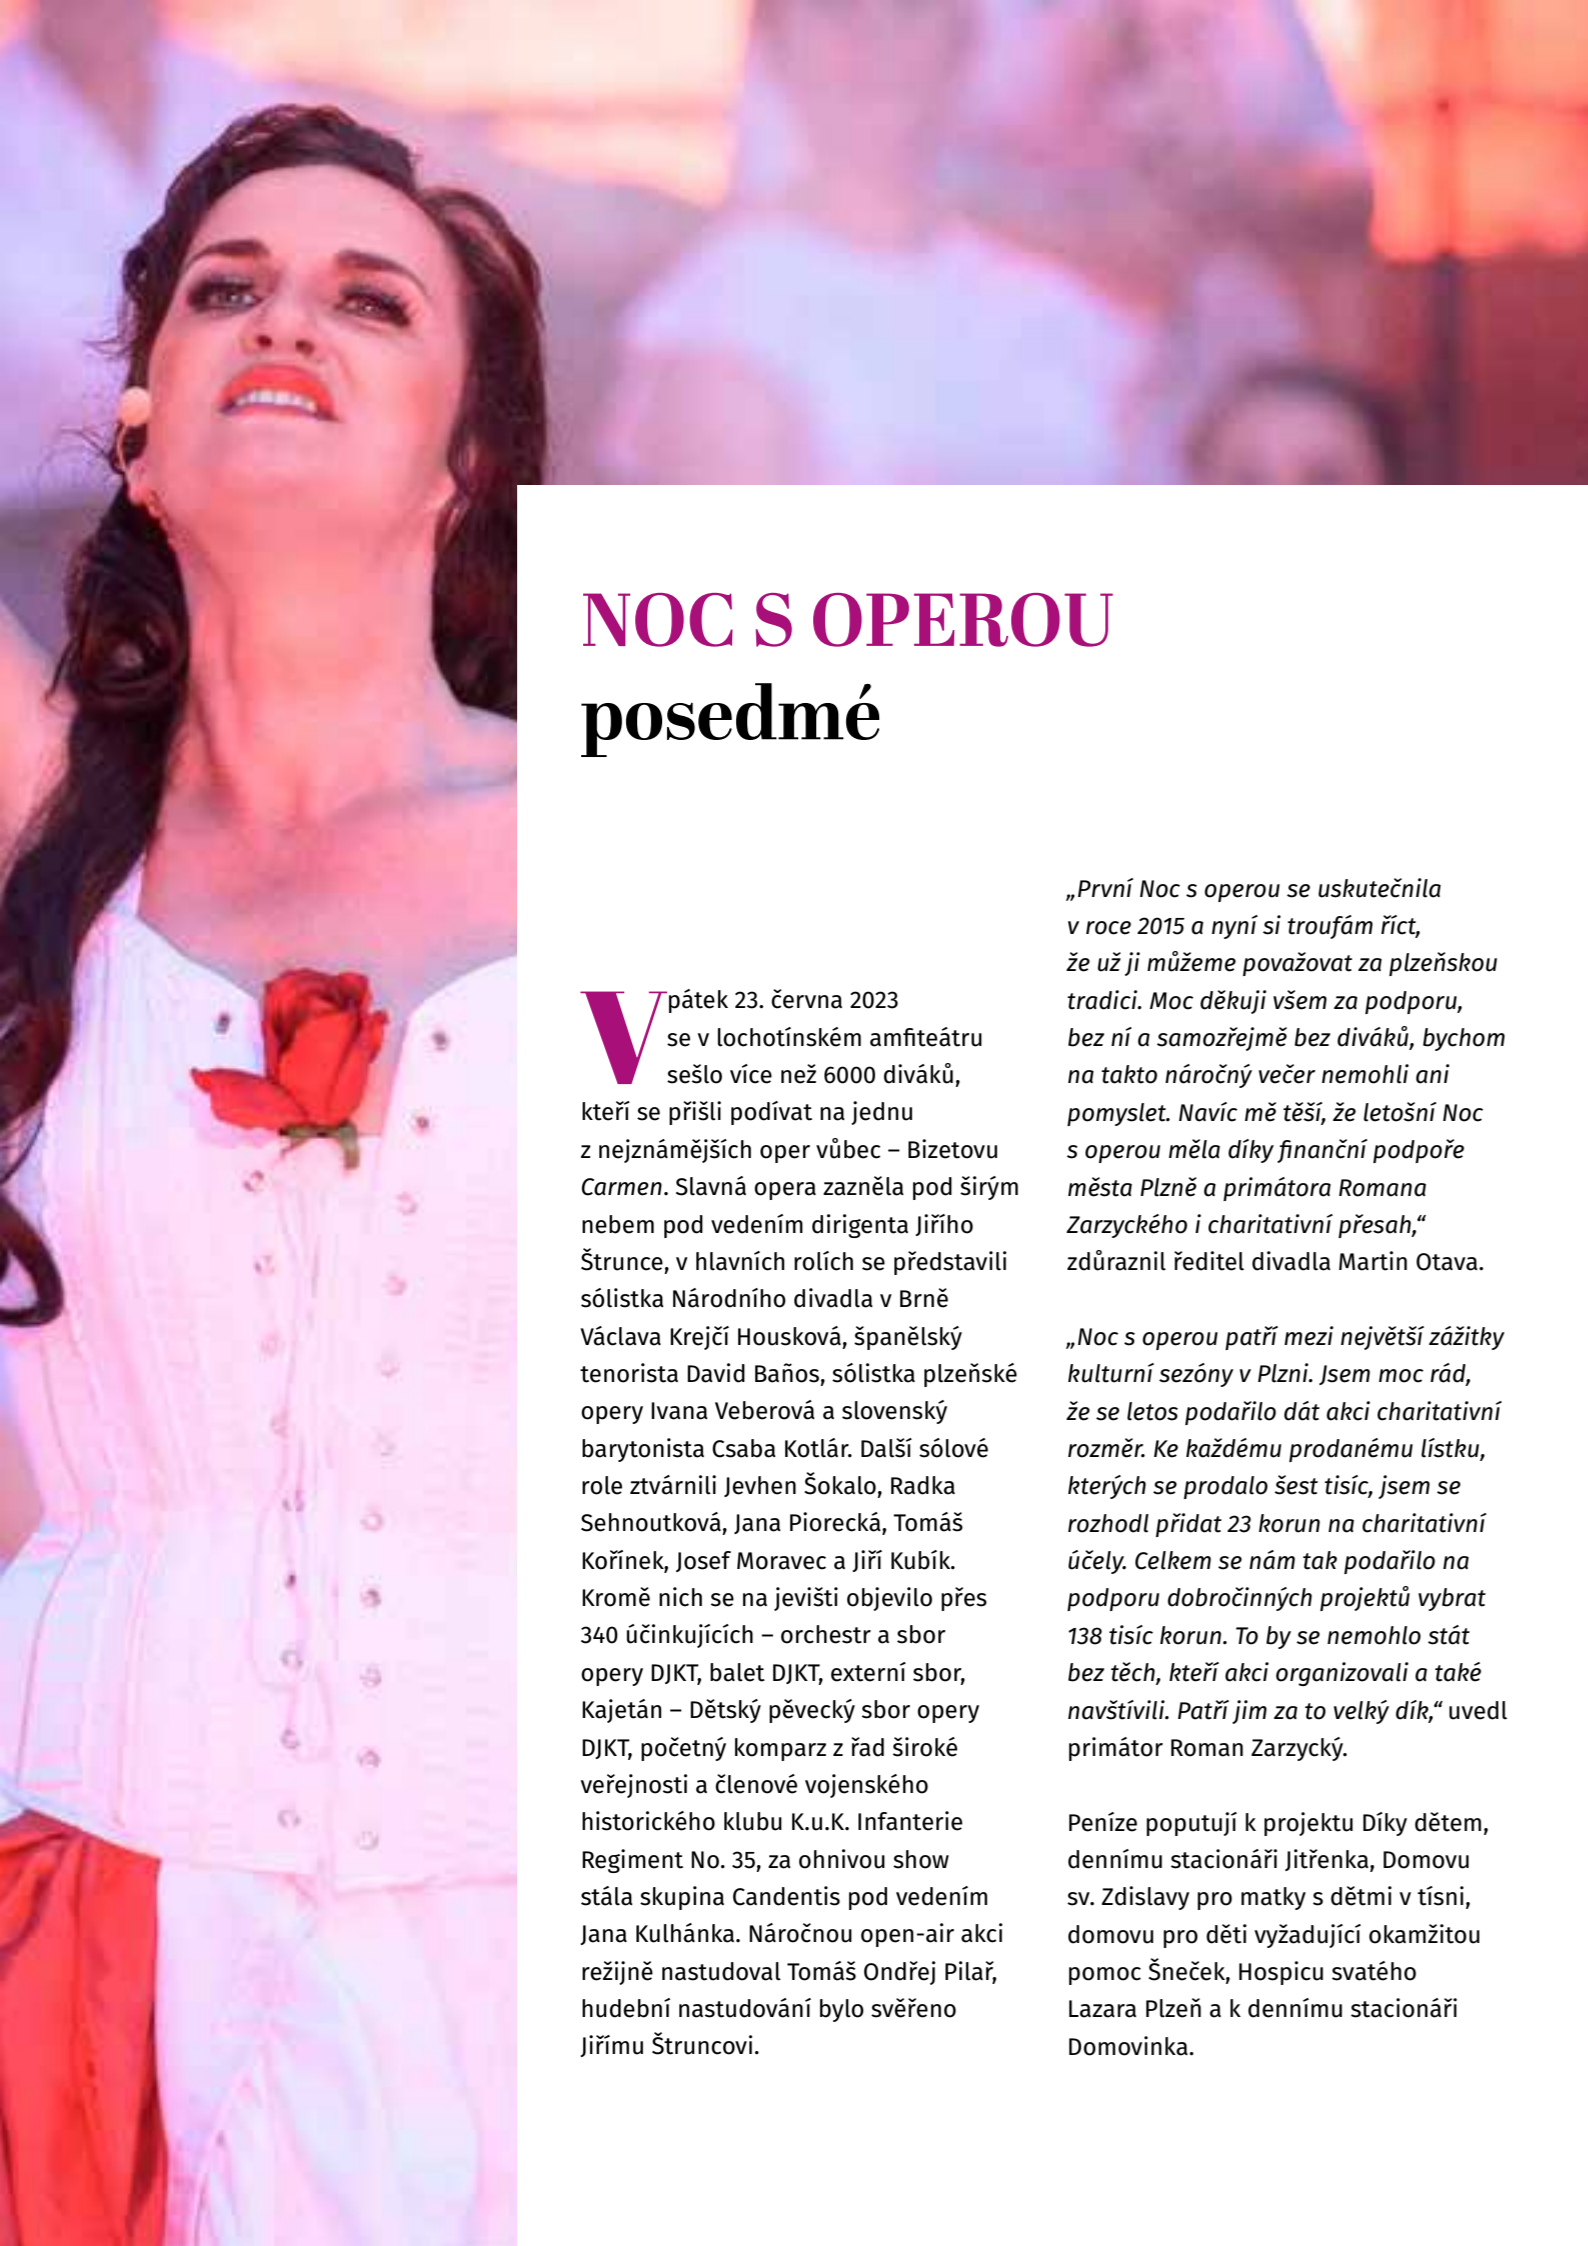 NOC S OPEROU
posedmé
V pátek 23. června 2023
se v lochotínském amfiteátru
sešlo více než 6000 diváků,
kteří se přišli podívat na jednu
z nejznámějších oper vůbec – Bizetovu
Carmen. Slavná opera zazněla pod širým
nebem pod vedením dirigenta Jiřího
Štrunce, v hlavních rolích se představili
sólistka Národního divadla v Brně
Václava Krejčí Housková, španělský
tenorista David Baños, sólistka plzeňské
opery Ivana Veberová a slovenský
barytonista Csaba Kotlár. Další sólové
role ztvárnili Jevhen Šokalo, Radka
Sehnoutková, Jana Piorecká, Tomáš
Kořínek, Josef Moravec a Jiří Kubík.
Kromě nich se na jevišti objevilo přes
340 účinkujících – orchestr a sbor
opery DJKT, balet DJKT, externí sbor,
Kajetán – Dětský pěvecký sbor opery
DJKT, početný komparz z řad široké
veřejnosti a členové vojenského
historického klubu K.u.K. Infanterie
Regiment No. 35, za ohnivou show
stála skupina Candentis pod vedením
Jana Kulhánka. Náročnou open-air akci
režijně nastudoval Tomáš Ondřej Pilař,
hudební nastudování bylo svěřeno
Jiřímu Štruncovi.
„První Noc s operou se uskutečnila
v roce 2015 a nyní si troufám říct,
že už ji můžeme považovat za plzeňskou
tradici. Moc děkuji všem za podporu,
bez ní a samozřejmě bez diváků, bychom
na takto náročný večer nemohli ani
pomyslet. Navíc mě těší, že letošní Noc
s operou měla díky finanční podpoře
města Plzně a primátora Romana
Zarzyckého i charitativní přesah,“
zdůraznil ředitel divadla Martin Otava.
„Noc s operou patří mezi největší zážitky
kulturní sezóny v Plzni. Jsem moc rád,
že se letos podařilo dát akci charitativní
rozměr. Ke každému prodanému lístku,
kterých se prodalo šest tisíc, jsem se
rozhodl přidat 23 korun na charitativní
účely. Celkem se nám tak podařilo na
podporu dobročinných projektů vybrat
138 tisíc korun. To by se nemohlo stát
bez těch, kteří akci organizovali a také
navštívili. Patří jim za to velký dík,“ uvedl
primátor Roman Zarzycký.
Peníze poputují k projektu Díky dětem,
dennímu stacionáři Jitřenka, Domovu
sv. Zdislavy pro matky s dětmi v tísni,
domovu pro děti vyžadující okamžitou
pomoc Šneček, Hospicu svatého
Lazara Plzeň a k dennímu stacionáři
Domovinka.